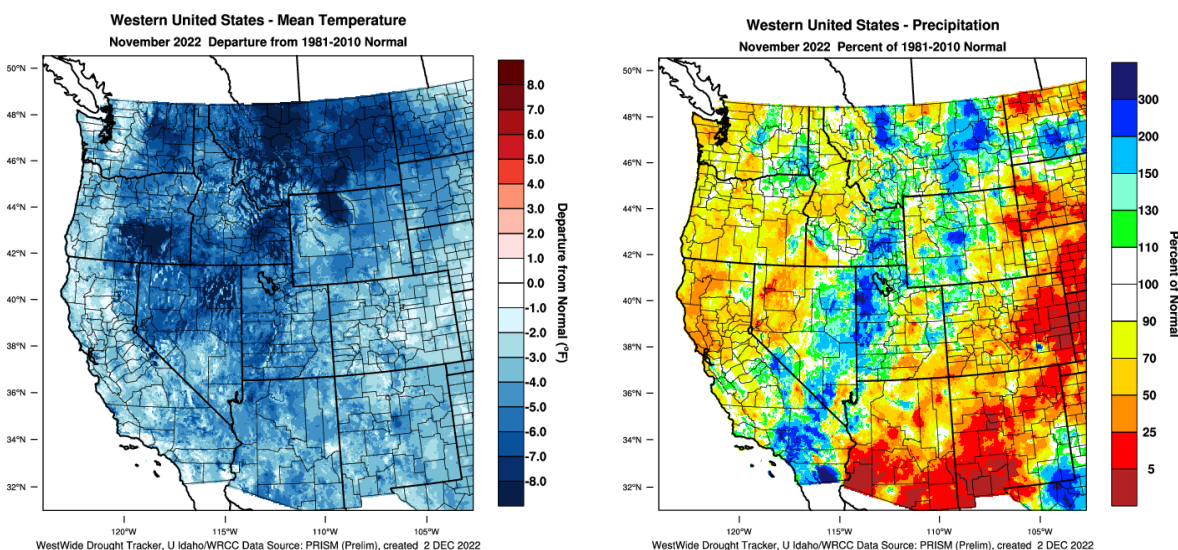 Western United States - Mean Temperature
November 2022 Departure from 1981-2010 Normal
50°N
48°N
46°N
44°N
42°N
40°N
38°N
36°N
34°N
32°N
120°W
115°W
110°W
105°W
8.0
7.0
6.0
5.0
4.0
3.0
2.0
1.0
0.0
-1.0
-2.0
-3.0
-4.0
-5.0
-6.0
-7.0
-8.0
Departure from Normal (°F)
WestWide Drought Tracker, U Idaho/WRCC Data Source: PRISM (Prelim), created 2 DEC 2022
Western United States - Precipitation
November 2022 Percent of 1981-2010 Normal
50°N
48°N
46°N
44°N
42°N
40°N
38°N
36°N
34°N
32°N
120°W
115°W
110°W
105°W
300
200
150
130
110
100
90
70
50
25
5
Percent of Normal
WestWide Drought Tracker, U Idaho/WRCC Data Source: PRISM (Prelim), created 2 DEC 2022